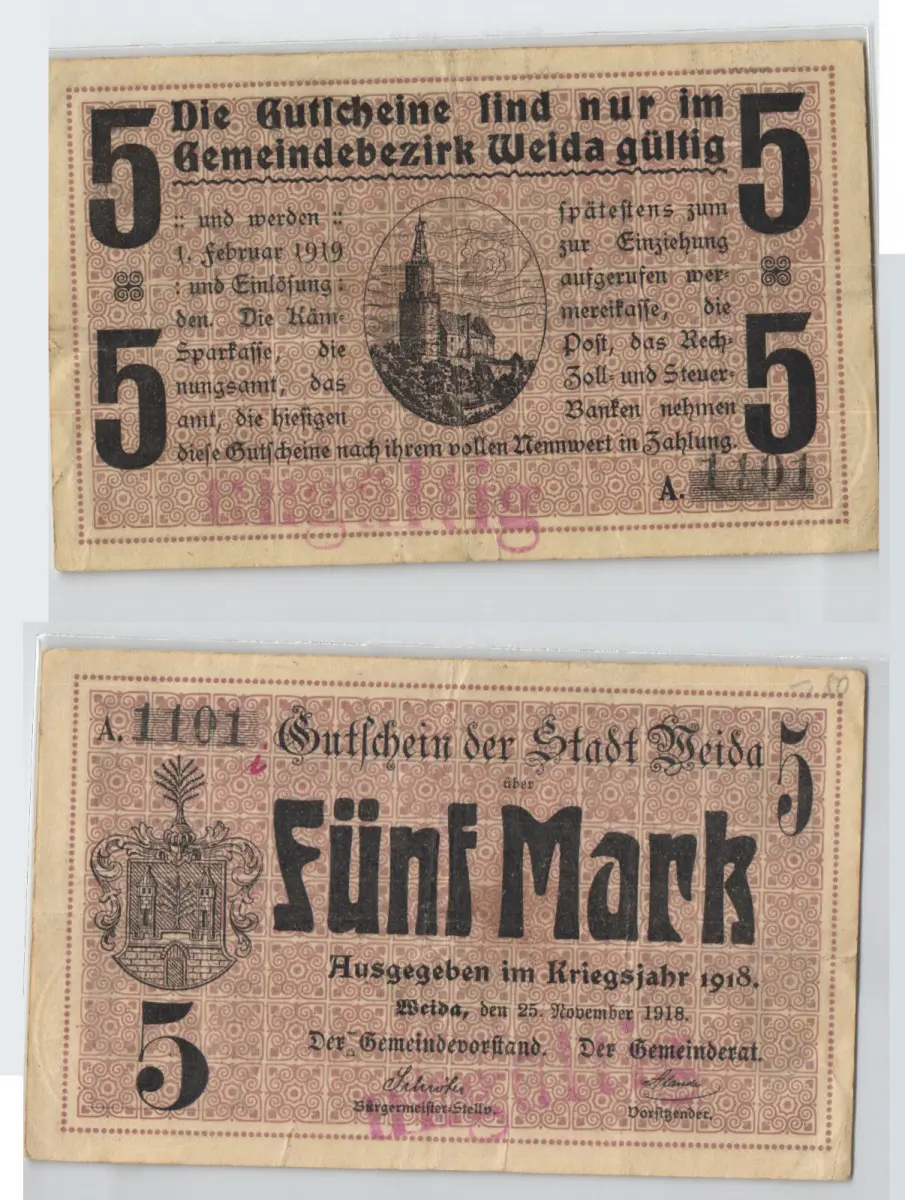 5 Die Gutscheine sind nur im 5
Gemeindebezirk Weida gültig
:: und werden :: spätestens zum
1. Februar 1919 zur Einziehung
: und Einlösung : aufgerufen wer-
den. Die Käm- mereikasse, die
5 Sparkasse, die Post, das Rech- 5
nungsamt, das Zoll- und Steuer-
amt, die hiesigen Banken nehmen
diese Gutscheine nach ihrem vollen Nennwert in Zahlung.
A. 1101
Ungültig
A. 1101 Gutschein der Stadt Weida 5
über
Fünf Mark
Ausgegeben im Kriegsjahr 1918.
Weida, den 25. November 1918.
5 Der Gemeindevorstand. Der Gemeinderat.
Bürgermeister-Stellv. Vorsitzender.
Ungültig